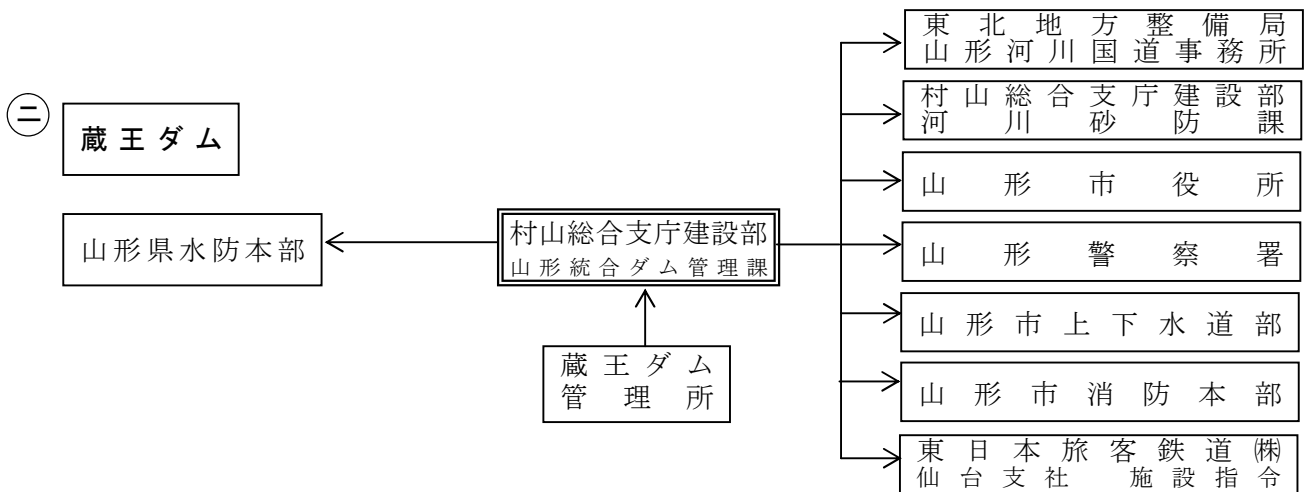 ㊁
蔵王ダム
山形県水防本部
村山総合支庁建設部
山形統合ダム管理課
蔵王ダム
管理所
東北地方整備局
山形河川国道事務所
村山総合支庁建設部
河川砂防課
山形市役所
山形警察署
山形市上下水道部
山形市消防本部
東日本旅客鉄道㈱
仙台支社 施設指令